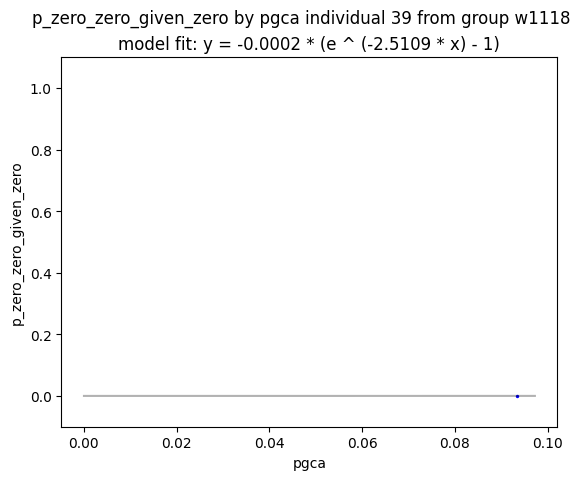 p_zero_zero_given_zero by pgca individual 39 from group w1118
model fit: y = -0.0002 * (e ^ (-2.5109 * x) - 1)
1.0
0.8
0.6
0.4
0.2
0.0
p_zero_zero_given_zero
0.00 0.02 0.04 0.06 0.08 0.10
pgca